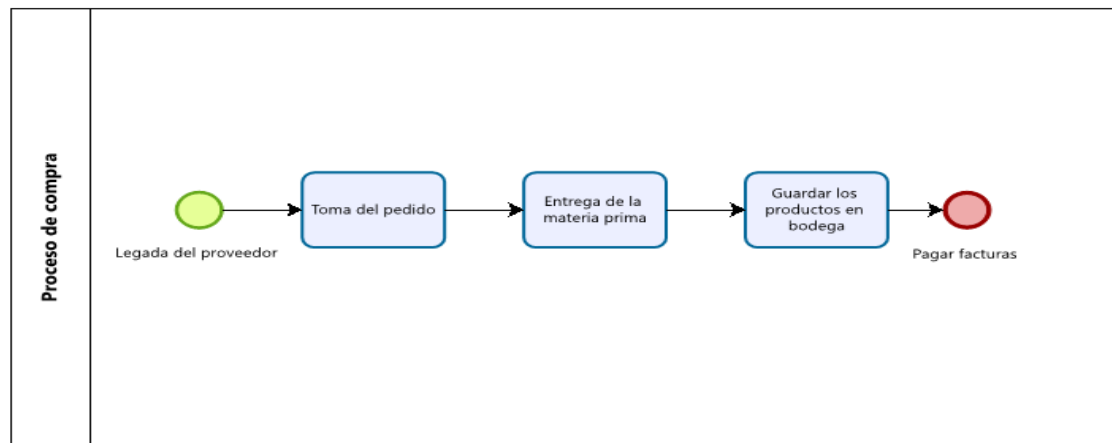 Proceso de compra
Legada del proveedor
Toma del pedido
Entrega de la
materia prima
Guardar los
productos en
bodega
Pagar facturas